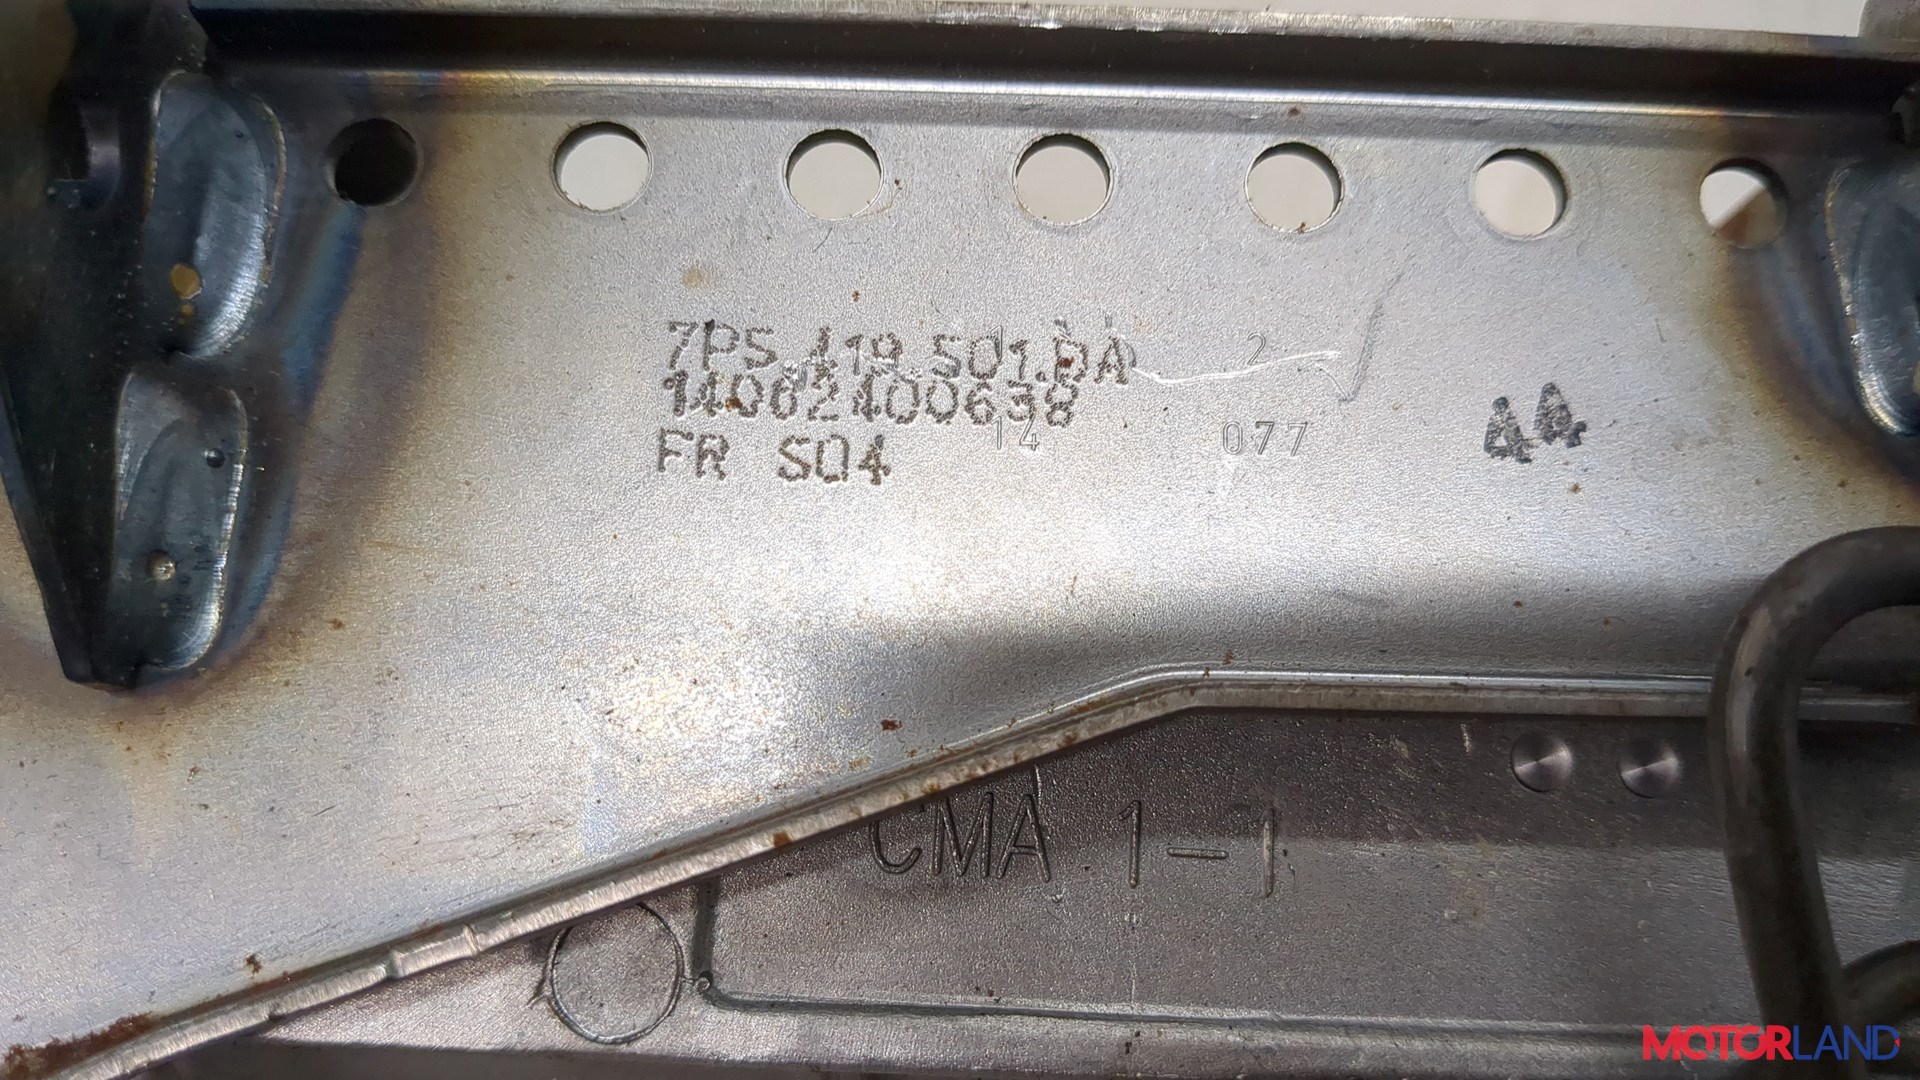 7P5.419.501.DA
14062400638
FR S04
2
14
077
44
CMA 1-1
MOTORLAND